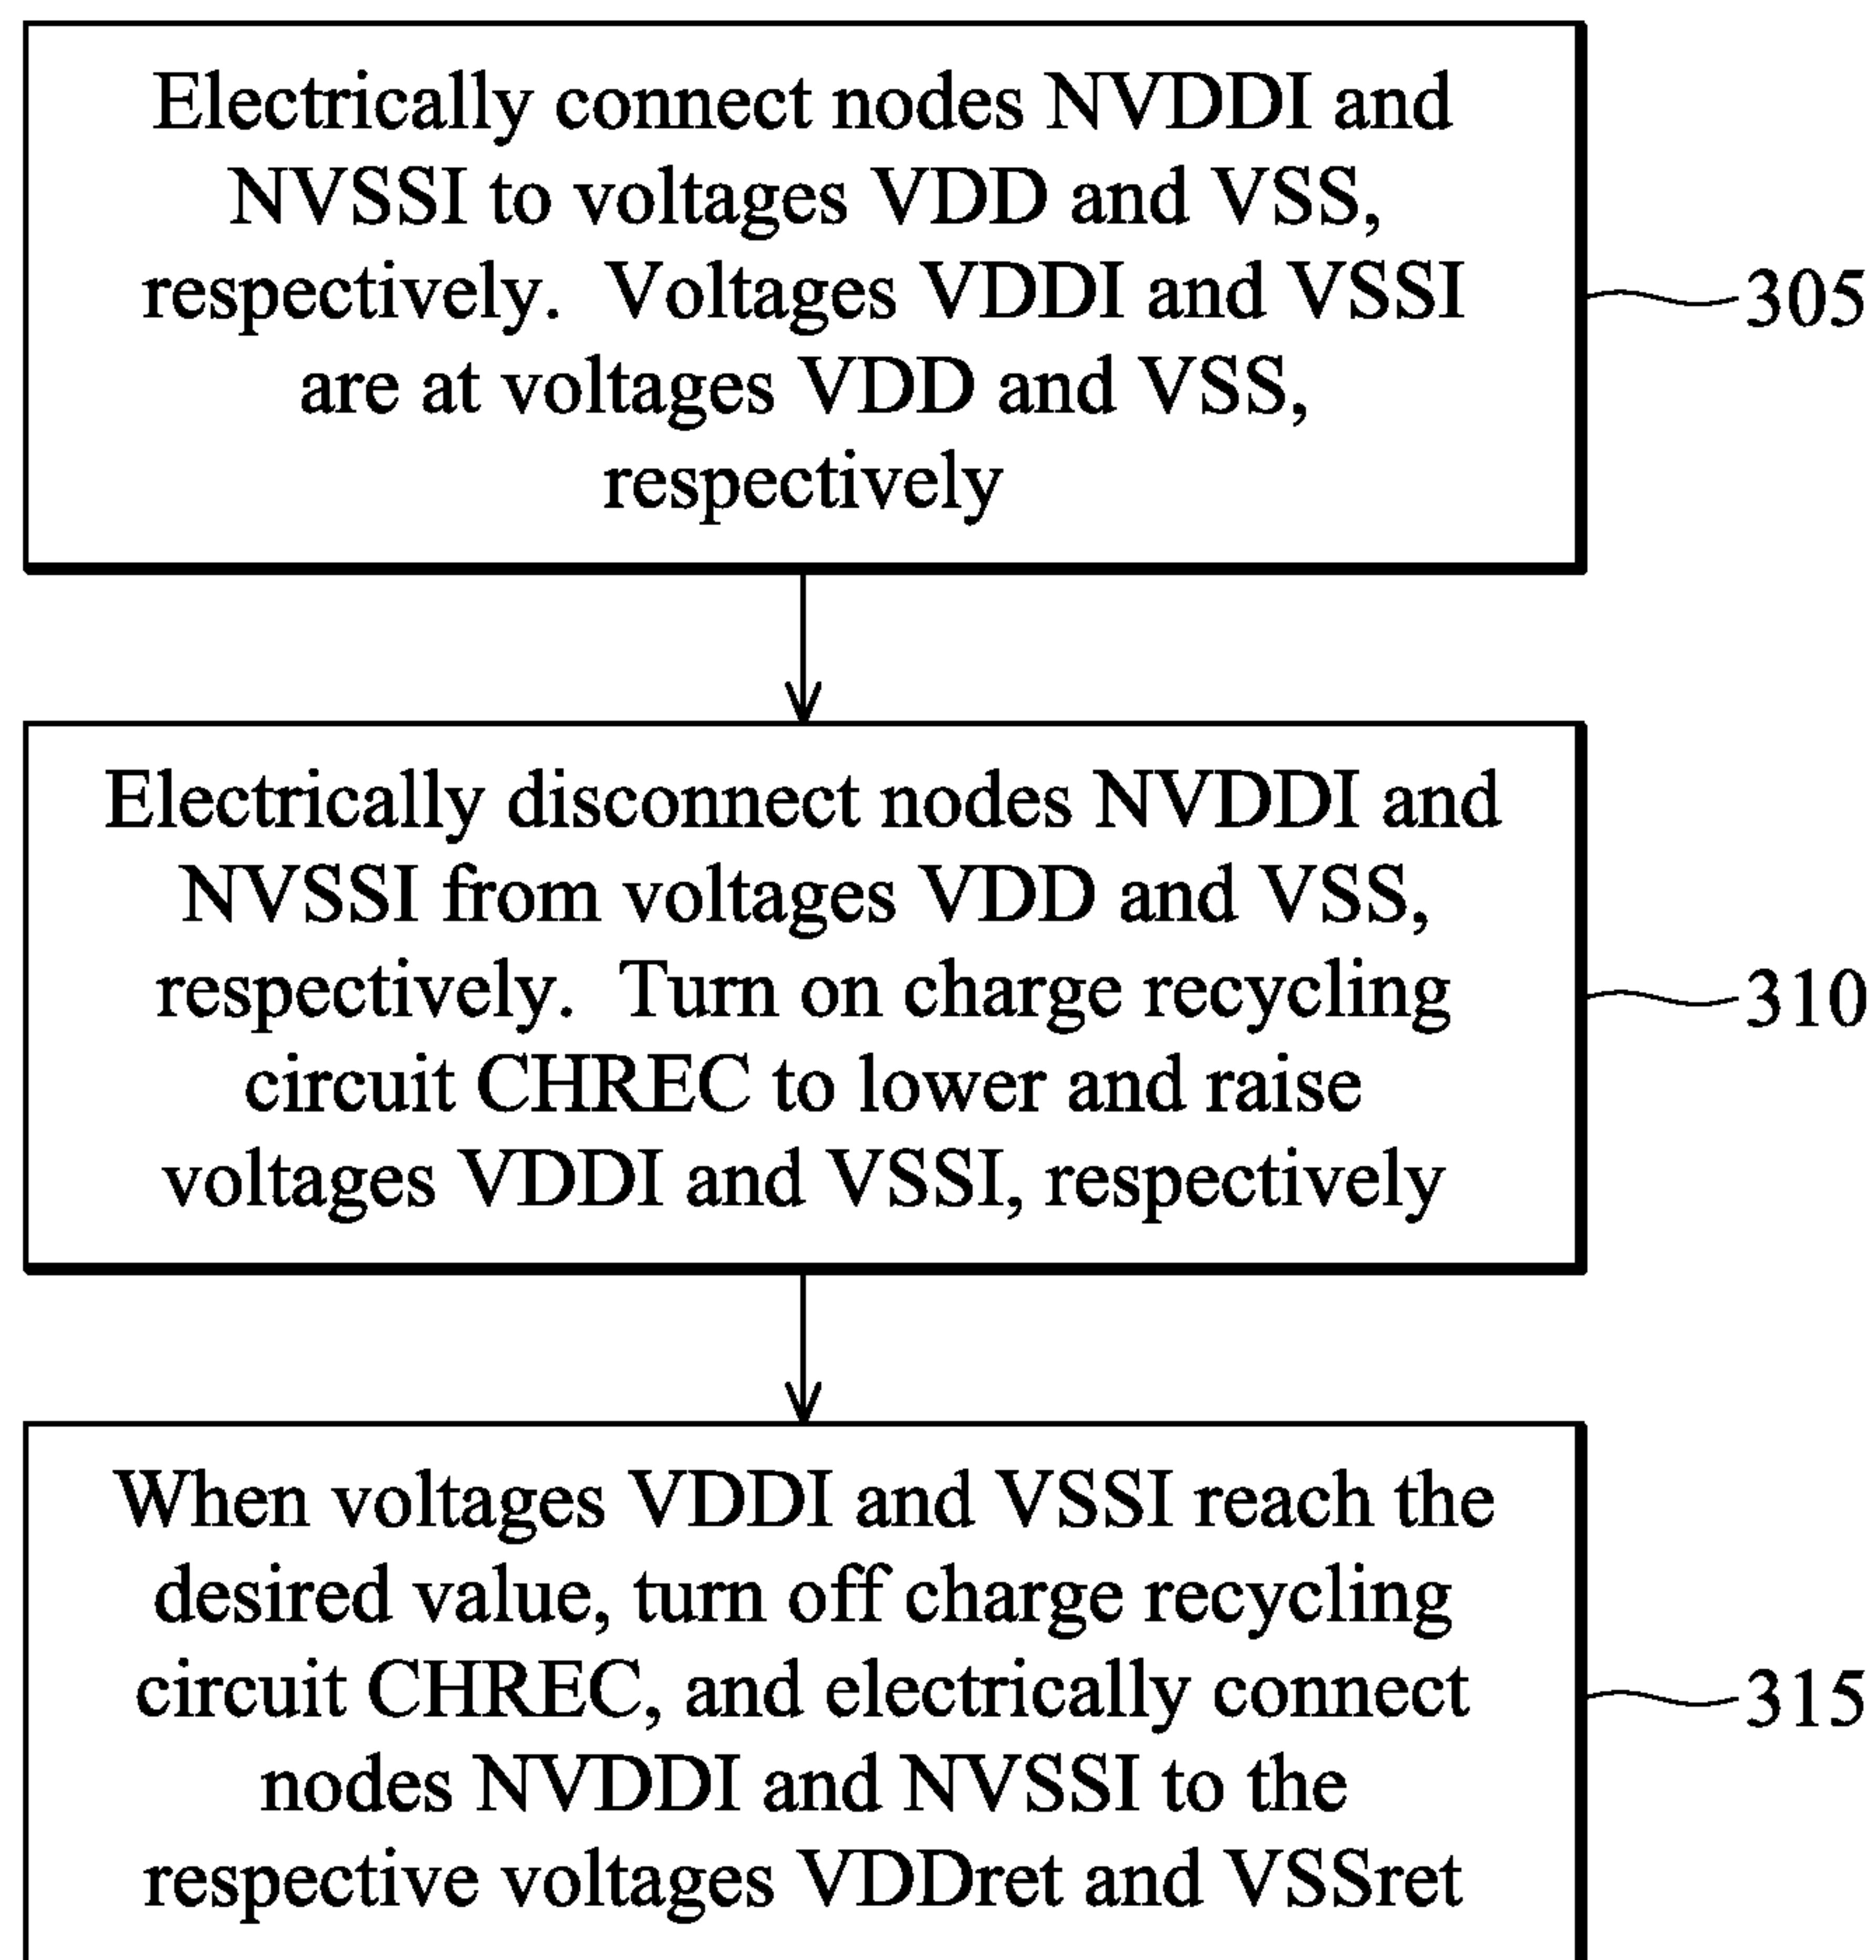 Electrically connect nodes NVDDI and
NVSSI to voltages VDD and VSS,
respectively. Voltages VDDI and VSSI
are at voltages VDD and VSS,
respectively
305
Electrically disconnect nodes NVDDI and
NVSSI from voltages VDD and VSS,
respectively. Turn on charge recycling
circuit CHREC to lower and raise
voltages VDDI and VSSI, respectively
310
When voltages VDDI and VSSI reach the
desired value, turn off charge recycling
circuit CHREC, and electrically connect
nodes NVDDI and NVSSI to the
respective voltages VDDret and VSSret
315